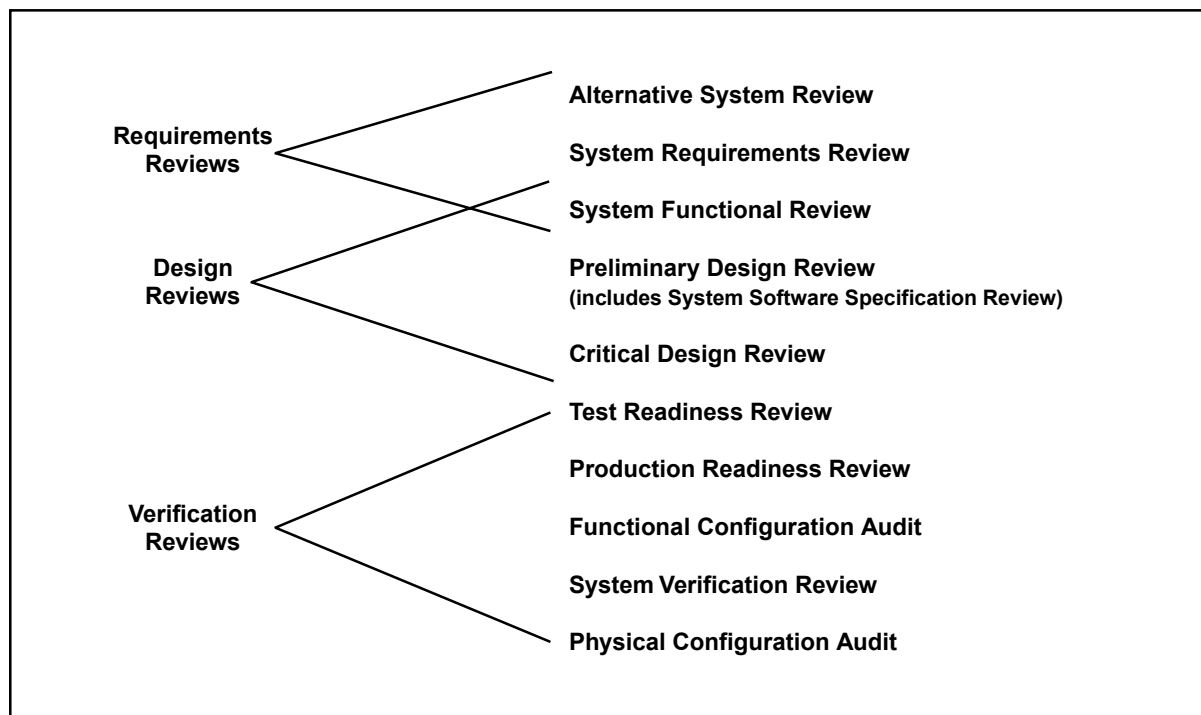 Requirements
Reviews
Design
Reviews
Verification
Reviews
Alternative System Review
System Requirements Review
System Functional Review
Preliminary Design Review
(includes System Software Specification Review)
Critical Design Review
Test Readiness Review
Production Readiness Review
Functional Configuration Audit
System Verification Review
Physical Configuration Audit